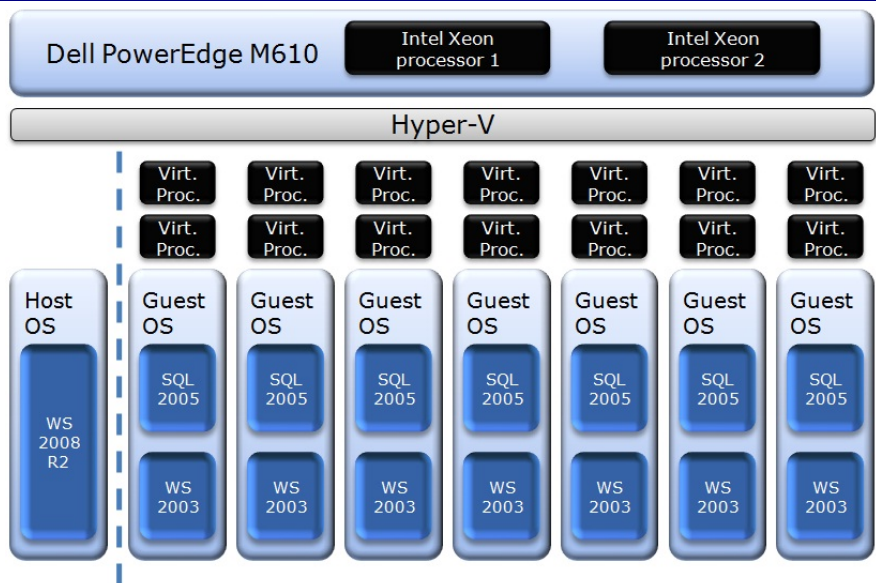 Dell PowerEdge M610
Intel Xeon
processor 1
Intel Xeon
processor 2
Hyper-V
Virt.
Proc.
Virt.
Proc.
Virt.
Proc.
Virt.
Proc.
Virt.
Proc.
Virt.
Proc.
Virt.
Proc.
Virt.
Proc.
Virt.
Proc.
Virt.
Proc.
Virt.
Proc.
Virt.
Proc.
Virt.
Proc.
Virt.
Proc.
Host
OS
WS
2008
R2
Guest
OS
SQL
2005
WS
2003
Guest
OS
SQL
2005
WS
2003
Guest
OS
SQL
2005
WS
2003
Guest
OS
SQL
2005
WS
2003
Guest
OS
SQL
2005
WS
2003
Guest
OS
SQL
2005
WS
2003
Guest
OS
SQL
2005
WS
2003